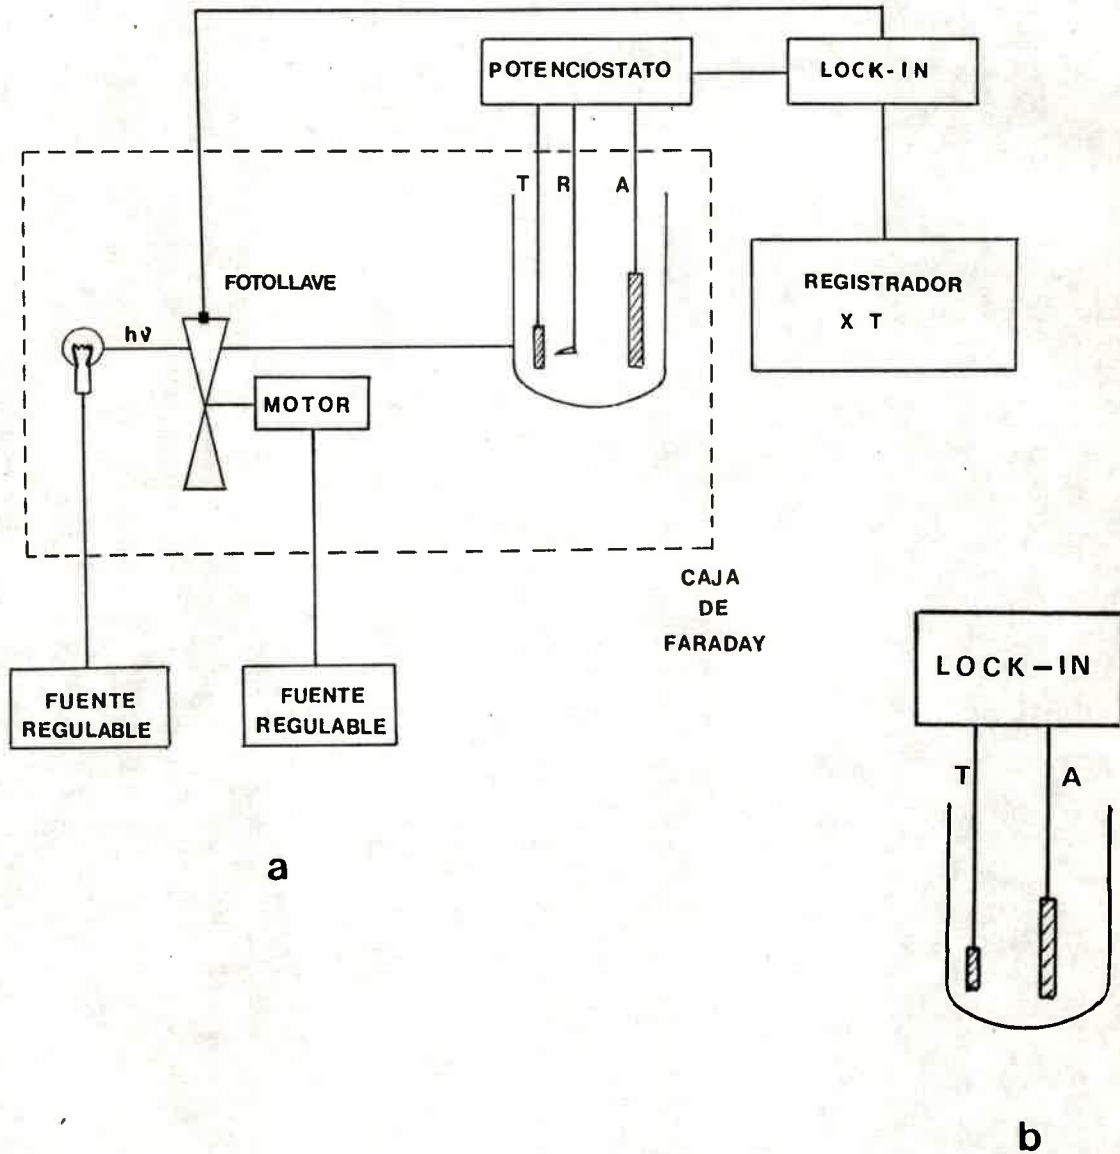 POTENCIOSTATO
LOCK-IN
T R A
FOTOLLAVE
REGISTRADOR
X T
hν
MOTOR
CAJA
DE
FARADAY
FUENTE
REGULABLE
FUENTE
REGULABLE
a
LOCK-IN
T A
b